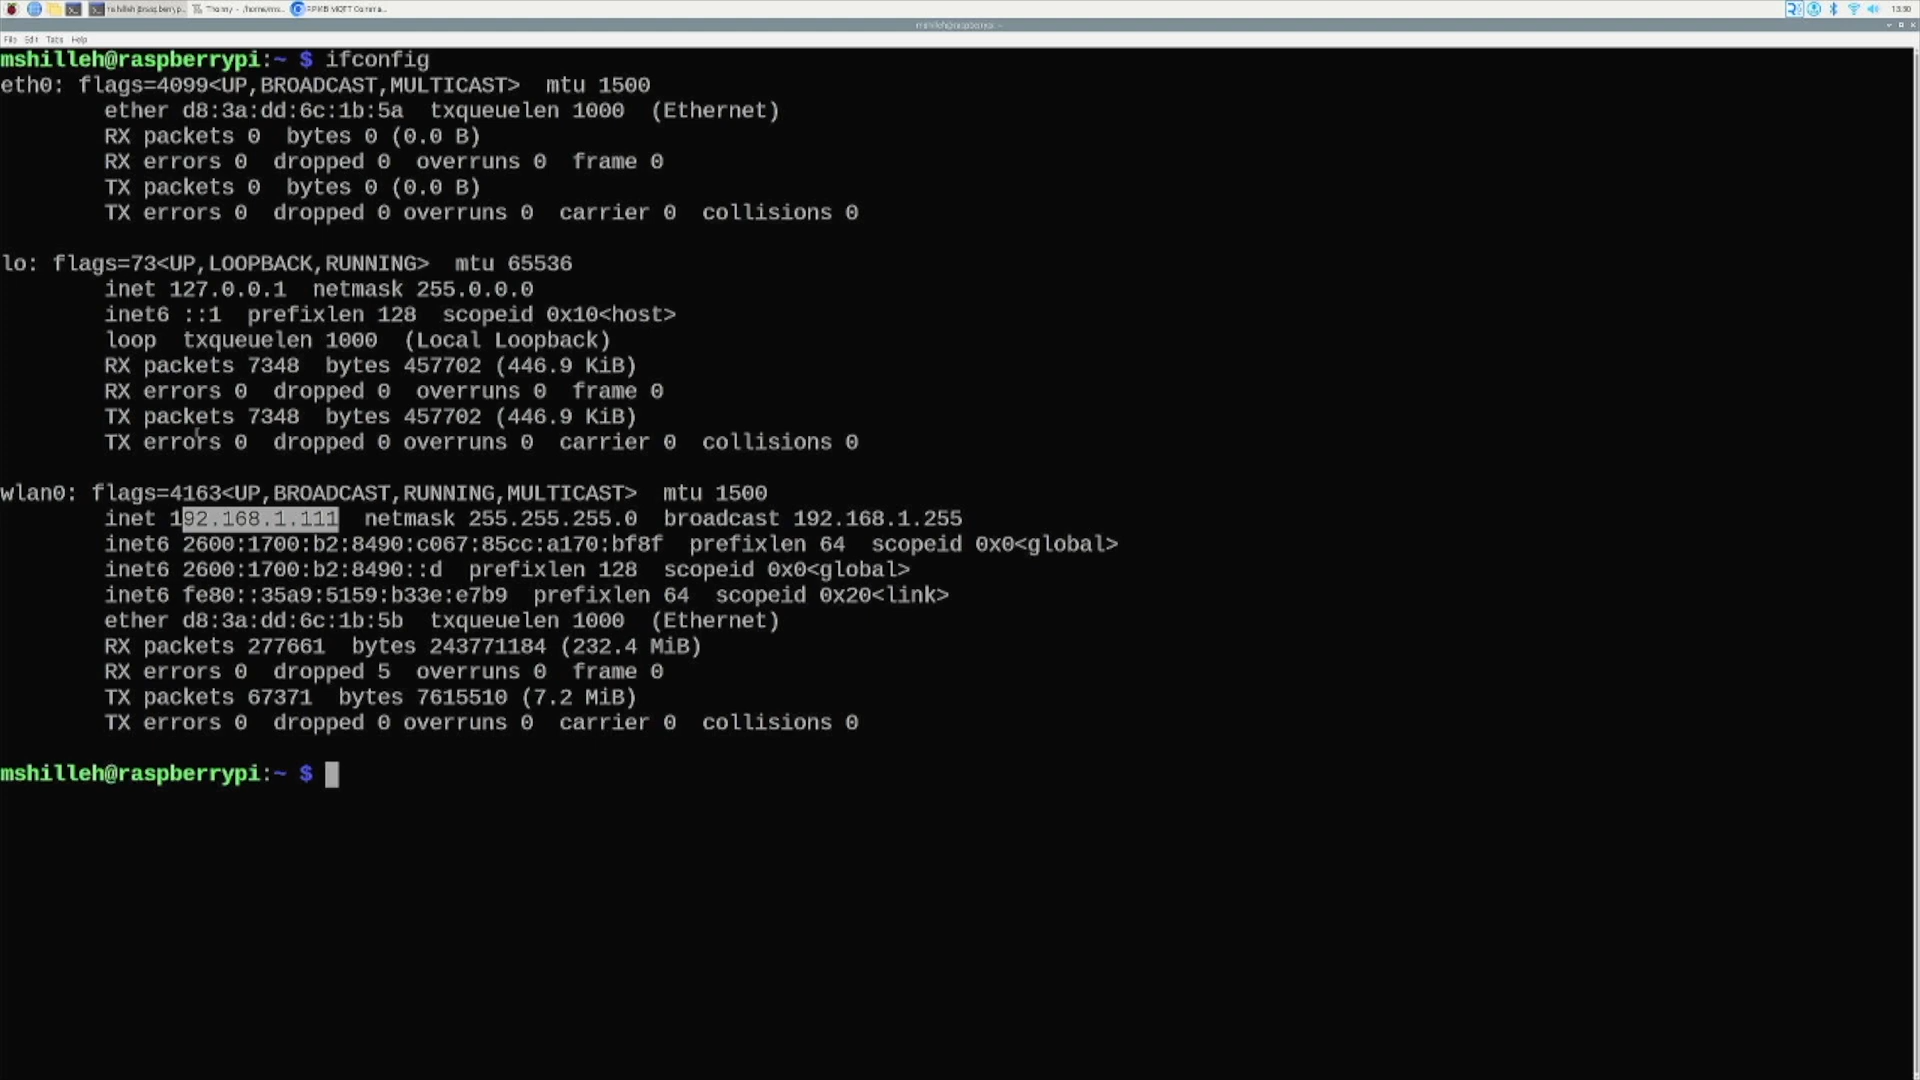 mshilleh@raspberrypi:~
File Edit Tabs Help
mshilleh@raspberrypi:~ $ ifconfig
eth0: flags=4099<UP,BROADCAST,MULTICAST>  mtu 1500
        ether d8:3a:dd:6c:1b:5a  txqueuelen 1000  (Ethernet)
        RX packets 0  bytes 0 (0.0 B)
        RX errors 0  dropped 0  overruns 0  frame 0
        TX packets 0  bytes 0 (0.0 B)
        TX errors 0  dropped 0 overruns 0  carrier 0  collisions 0
lo: flags=73<UP,LOOPBACK,RUNNING>  mtu 65536
        inet 127.0.0.1  netmask 255.0.0.0
        inet6 ::1  prefixlen 128  scopeid 0x10<host>
        loop  txqueuelen 1000  (Local Loopback)
        RX packets 7348  bytes 457702 (446.9 KiB)
        RX errors 0  dropped 0  overruns 0  frame 0
        TX packets 7348  bytes 457702 (446.9 KiB)
        TX errors 0  dropped 0 overruns 0  carrier 0  collisions 0
wlan0: flags=4163<UP,BROADCAST,RUNNING,MULTICAST>  mtu 1500
        inet 192.168.1.111  netmask 255.255.255.0  broadcast 192.168.1.255
        inet6 2600:1700:b2:8490:c067:85cc:a170:bf8f  prefixlen 64  scopeid 0x0<global>
        inet6 2600:1700:b2:8490::d  prefixlen 128  scopeid 0x0<global>
        inet6 fe80::35a9:5159:b33e:e7b9  prefixlen 64  scopeid 0x20<link>
        ether d8:3a:dd:6c:1b:5b  txqueuelen 1000  (Ethernet)
        RX packets 277661  bytes 243771184 (232.4 MiB)
        RX errors 0  dropped 5  overruns 0  frame 0
        TX packets 67371  bytes 7615510 (7.2 MiB)
        TX errors 0  dropped 0 overruns 0  carrier 0  collisions 0
mshilleh@raspberrypi:~ $